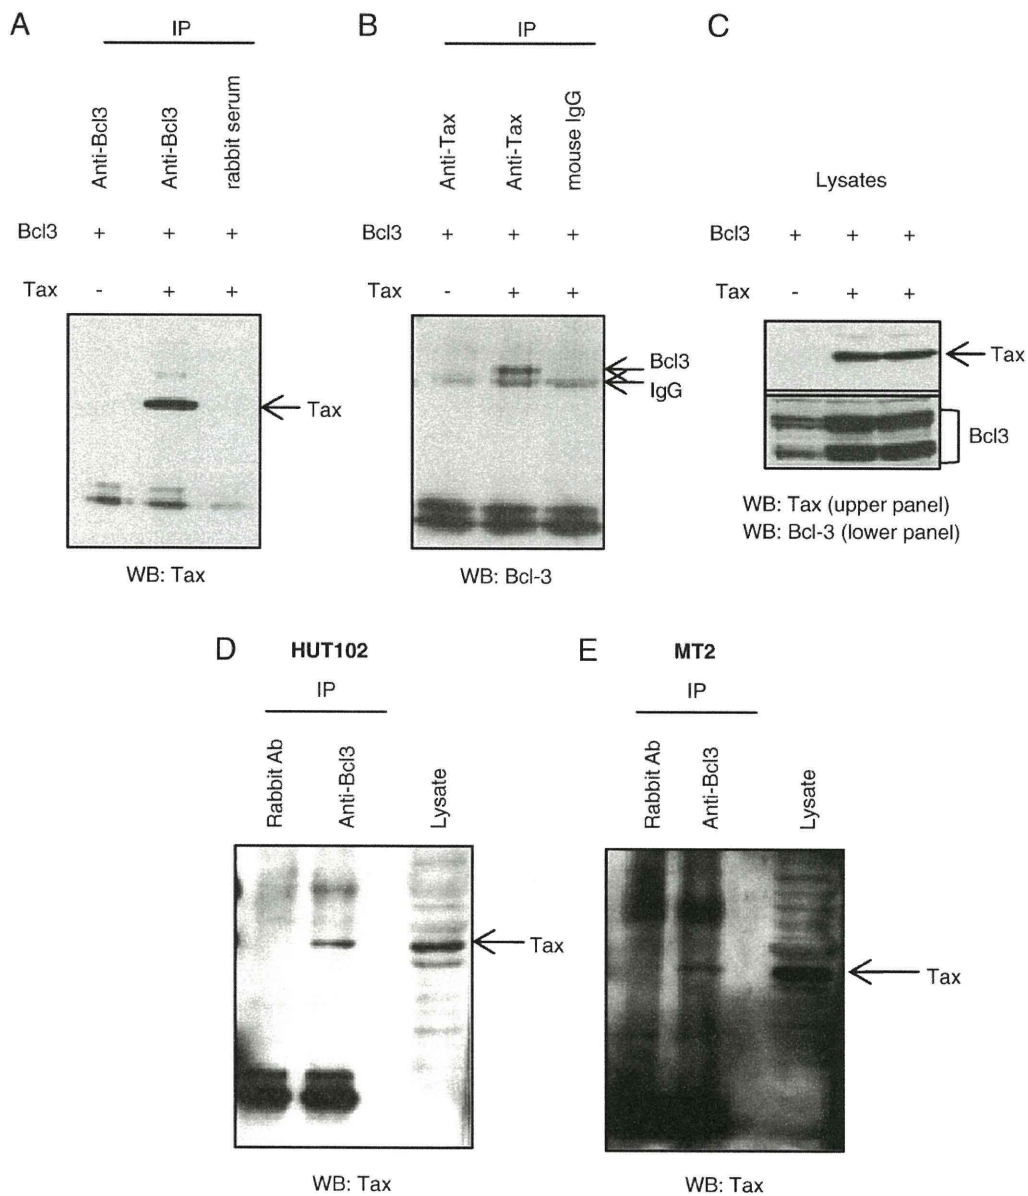 A
IP
Anti-Bcl3
Anti-Bcl3
rabbit serum
Bcl3 + + +
Tax - + +
Tax
WB: Tax
B
IP
Anti-Tax
Anti-Tax
mouse IgG
Bcl3 + + +
Tax - + +
Bcl3
IgG
WB: Bcl-3
C
Lysates
Bcl3 + + +
Tax - + +
Tax
Bcl3
WB: Tax (upper panel)
WB: Bcl-3 (lower panel)
D HUT102
IP
Rabbit Ab
Anti-Bcl3
Lysate
Tax
WB: Tax
E MT2
IP
Rabbit Ab
Anti-Bcl3
Lysate
Tax
WB: Tax